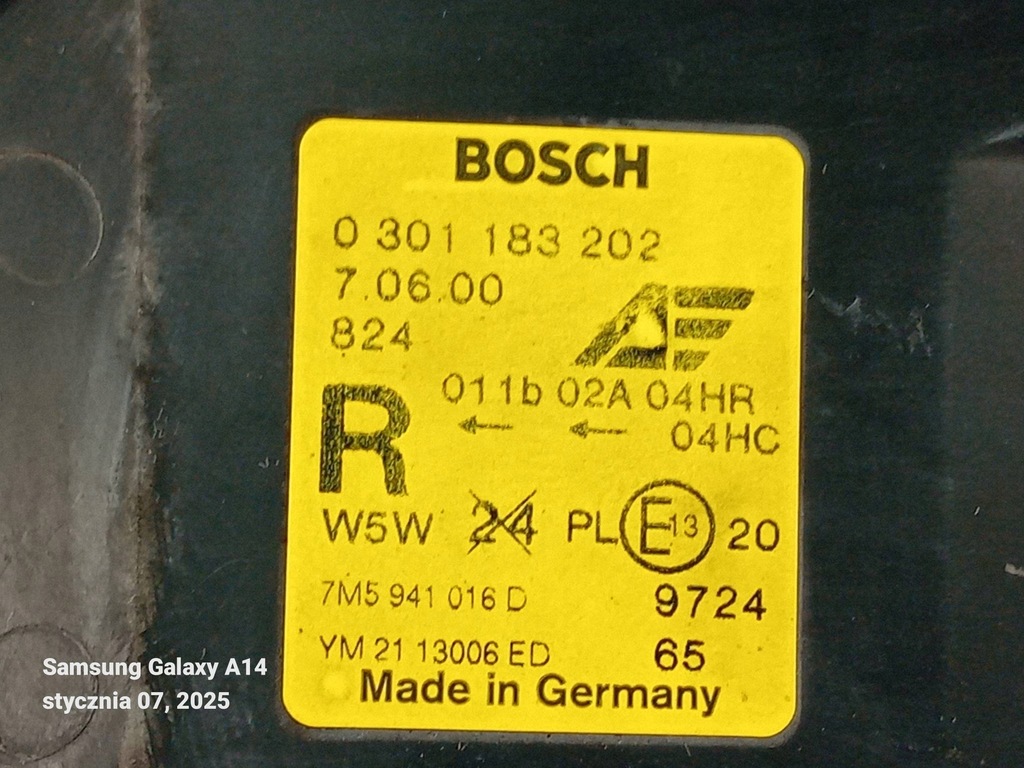 BOSCH
0 301 183 202
7.06.00
824
011b 02A 04HR
← ← 04HC
R
W5W 24 PL E13 20
7M5 941 016 D 9724
YM 21 13006 ED 65
Made in Germany
Samsung Galaxy A14
stycznia 07, 2025